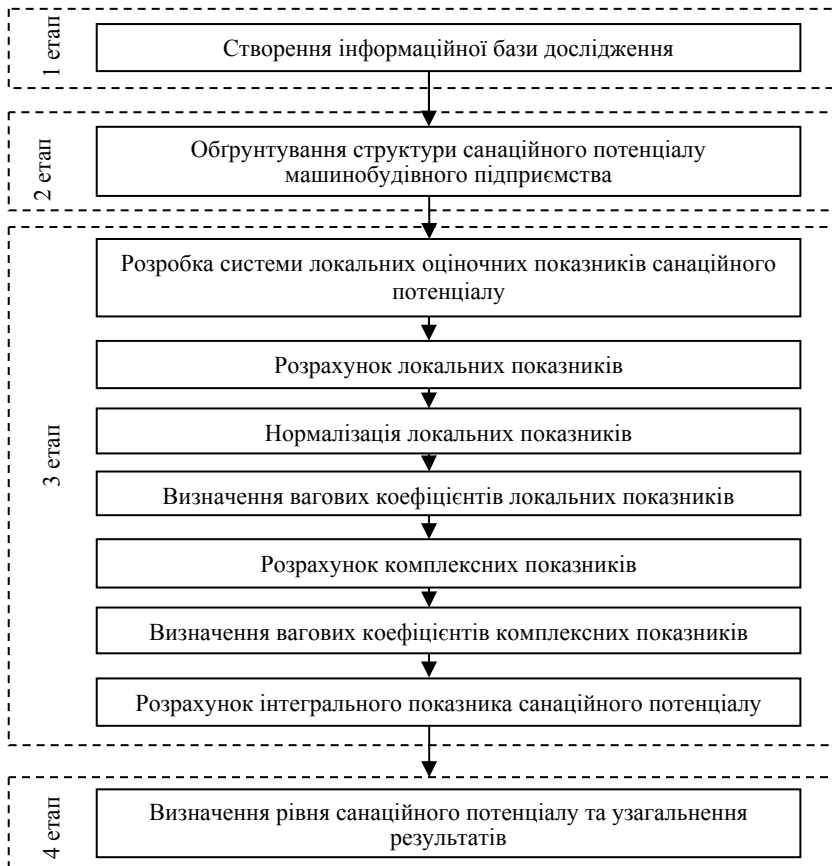 1 етап
Створення інформаційної бази дослідження
2 етап
Обґрунтування структури санаційного потенціалу
машинобудівного підприємства
3 етап
Розробка системи локальних оціночних показників санаційного
потенціалу
Розрахунок локальних показників
Нормалізація локальних показників
Визначення вагових коефіцієнтів локальних показників
Розрахунок комплексних показників
Визначення вагових коефіцієнтів комплексних показників
Розрахунок інтегрального показника санаційного потенціалу
4 етап
Визначення рівня санаційного потенціалу та узагальнення
результатів